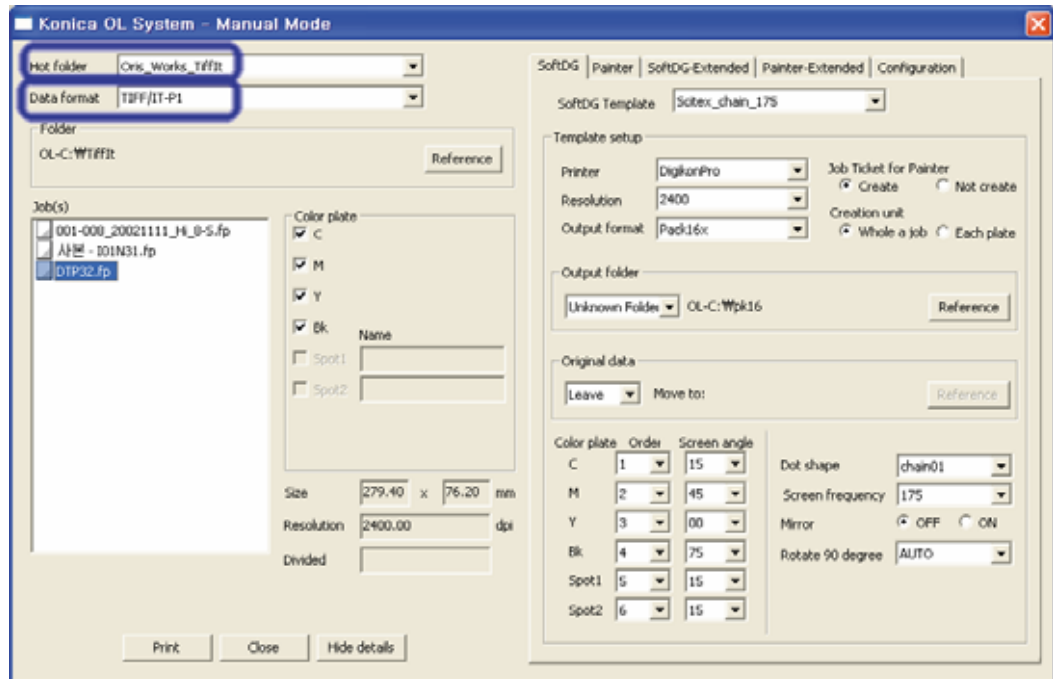 Konica OL System - Manual Mode
Hot folder Oris_Works_TiffIt
Data format TIFF/IT-P1
Folder
OL-C:₩TiffIt
Reference
Job(s)
001-008_20021111_Hi_8-S.fp
사본 - I01N31.fp
DTP32.fp
Color plate
C
M
Y
Bk
Name
Spot1
Spot2
Size 279.40 x 76.20 mm
Resolution 2400.00 dpi
Divided
Print Close Hide details
SoftDG Painter SoftDG-Extended Painter-Extended Configuration
SoftDG Template Scitex_chain_175
Template setup
Printer DigikonPro
Resolution 2400
Output format Pack16x
Job Ticket for Painter
Create Not create
Creation unit
Whole a job Each plate
Output folder
Unknown Folder OL-C:₩pk16 Reference
Original data
Leave Move to: Reference
Color plate Order Screen angle
C 1 15
M 2 45
Y 3 00
Bk 4 75
Spot1 5 15
Spot2 6 15
Dot shape chain01
Screen frequency 175
Mirror OFF ON
Rotate 90 degree AUTO